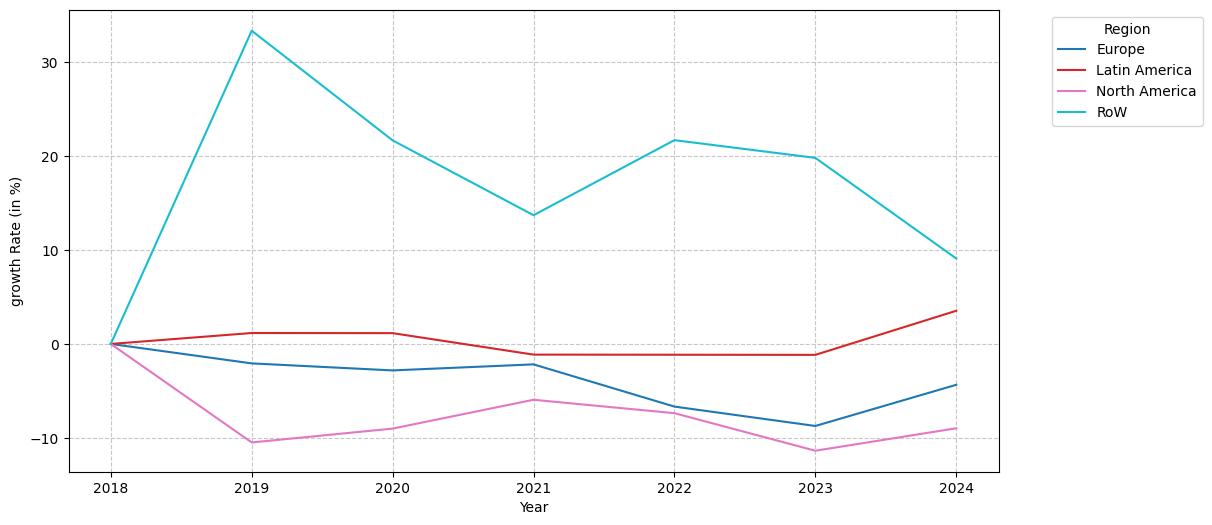 growth Rate (in %)
30
20
10
0
−10
2018
2019
2020
2021
2022
2023
2024
Year
Region
Europe
Latin America
North America
RoW